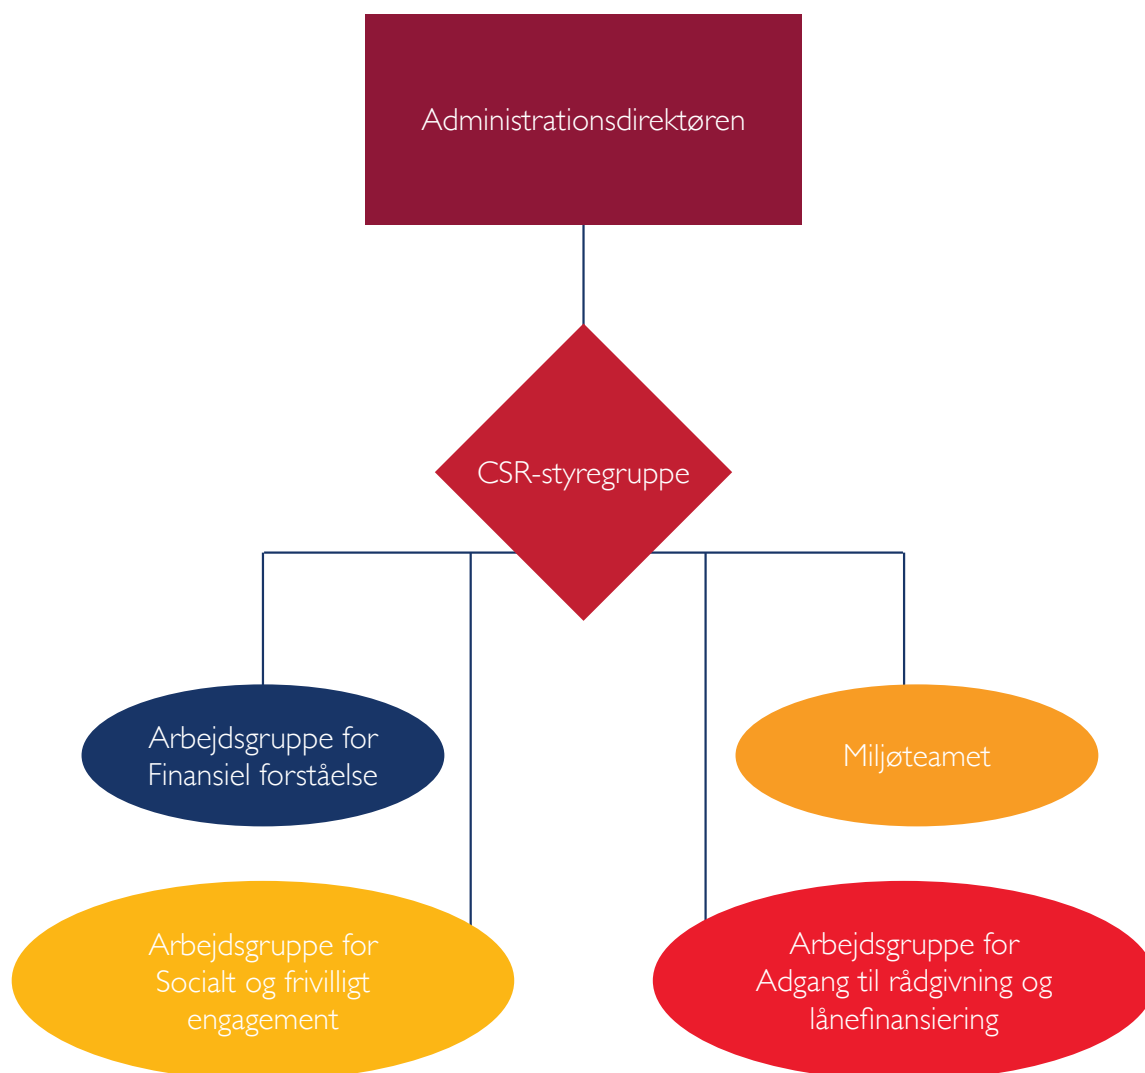 Administrationsdirektøren
CSR-styregruppe
Arbejdsgruppe for
Finansiel forståelse
Miljøteamet
Arbejdsgruppe for
Socialt og frivilligt
engagement
Arbejdsgruppe for
Adgang til rådgivning og
lånefinansiering